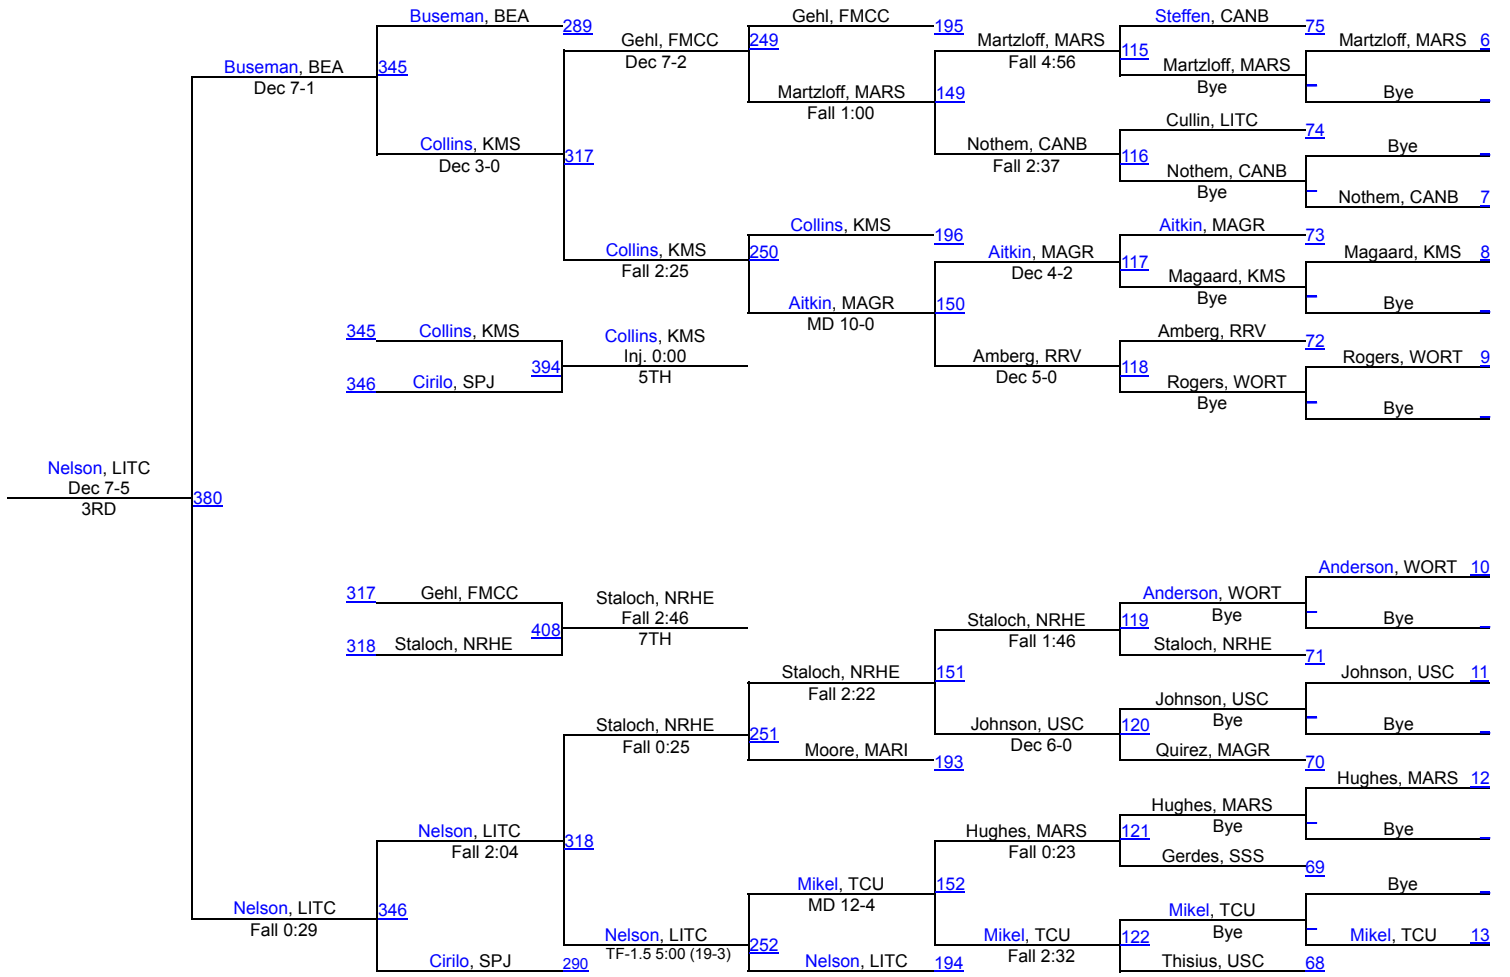 Buseman, BEA
289
Gehl, FMCC
195
Steffen, CANB
75
Gehl, FMCC
249
Dec 7-2
Martzloff, MARS
115
Fall 4:56
Martzloff, MARS 6
Buseman, BEA
345
Dec 7-1
Martzloff, MARS
Bye
Bye
Martzloff, MARS
149
Fall 1:00
Cullin, LITC
74
Collins, KMS
317
Dec 3-0
Nothem, CANB
116
Fall 2:37
Bye
Nothem, CANB
Bye
Nothem, CANB 7
Collins, KMS
196
Aitkin, MAGR
73
Collins, KMS
250
Fall 2:25
Aitkin, MAGR
117
Dec 4-2
Magaard, KMS 8
Magaard, KMS
Bye
Bye
Aitkin, MAGR
150
MD 10-0
345 Collins, KMS
Collins, KMS
Inj. 0:00
5TH
394
346 Cirilo, SPJ
Amberg, RRV
72
Amberg, RRV
118
Dec 5-0
Rogers, WORT 9
Rogers, WORT
Bye
Bye
Nelson, LITC
Dec 7-5
3RD
380
Anderson, WORT 10
317 Gehl, FMCC
Staloch, NRHE
Fall 2:46
7TH
408
318 Staloch, NRHE
Anderson, WORT
Bye
Bye
Staloch, NRHE
119
Fall 1:46
Staloch, NRHE
71
Staloch, NRHE
151
Fall 2:22
Johnson, USC 11
Johnson, USC
Bye
Bye
Staloch, NRHE
251
Fall 0:25
Johnson, USC
120
Dec 6-0
Moore, MARI
193
Quirez, MAGR
70
Hughes, MARS 12
Hughes, MARS
Bye
Bye
Nelson, LITC
318
Fall 2:04
Hughes, MARS
121
Fall 0:23
Gerdes, SSS
69
Mikel, TCU
152
MD 12-4
Bye
Nelson, LITC
346
Fall 0:29
Mikel, TCU
Bye
Nelson, LITC
252
TF-1.5 5:00 (19-3)
Mikel, TCU
122
Fall 2:32
Mikel, TCU 13
Cirilo, SPJ
290
Nelson, LITC
194
Thisius, USC
68